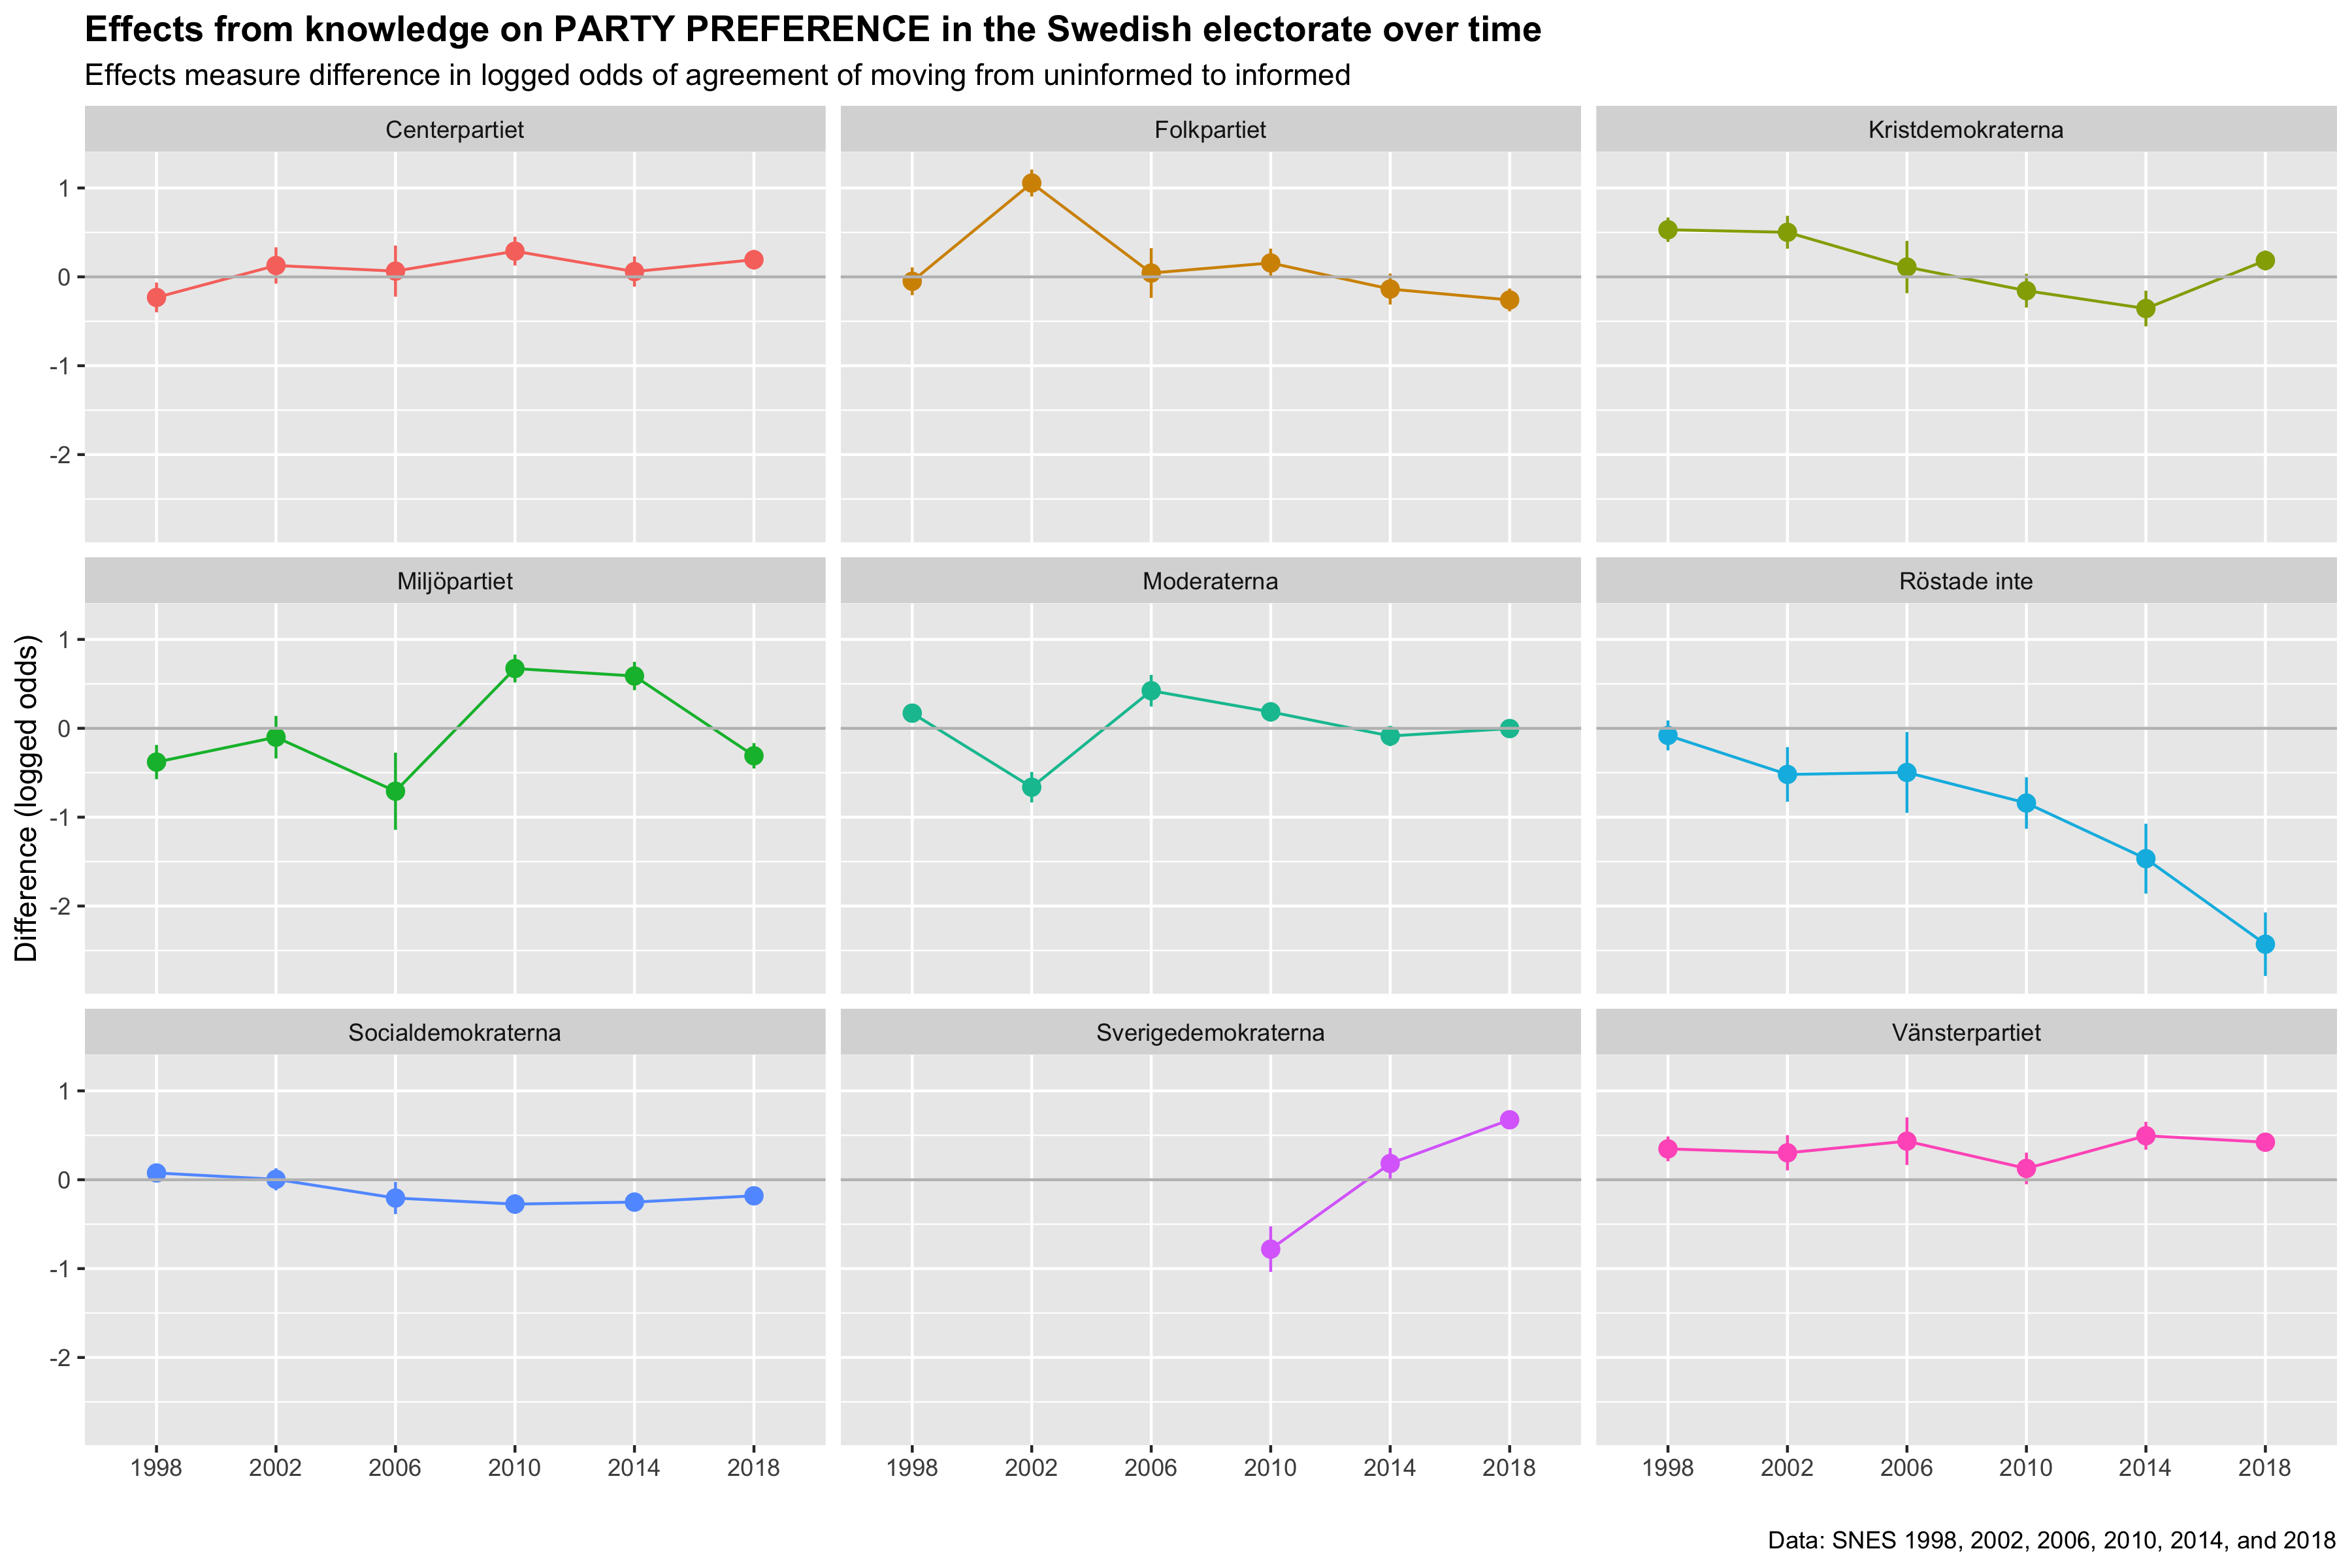 Effects from knowledge on PARTY PREFERENCE in the Swedish electorate over time
Effects measure difference in logged odds of agreement of moving from uninformed to informed
Centerpartiet
Folkpartiet
Kristdemokraterna
1
0
-1
-2
Miljöpartiet
Moderaterna
Röstade inte
1
0
-1
-2
Difference (logged odds)
Socialdemokraterna
Sverigedemokraterna
Vänsterpartiet
1
0
-1
-2
1998 2002 2006 2010 2014 2018
1998 2002 2006 2010 2014 2018
1998 2002 2006 2010 2014 2018
Data: SNES 1998, 2002, 2006, 2010, 2014, and 2018